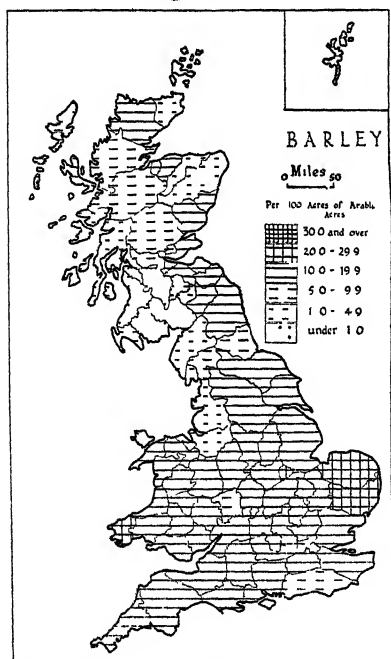 BARLEY
0 Miles 50
Per 100 Acres of Arable
Acres
30 0 and over
20 0 - 29 9
10 0 - 19 9
5 0 - 9 9
1 0 - 4 9
under 1 0